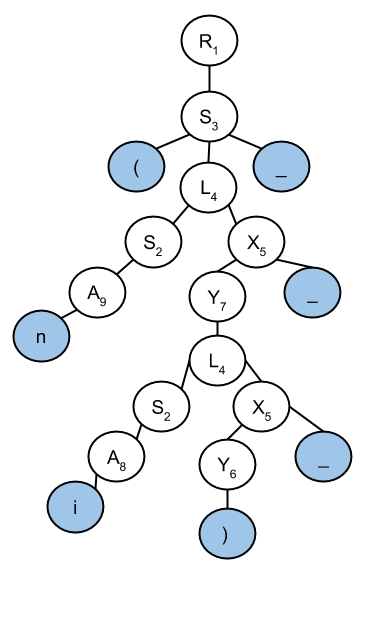 R₁
S₃
( _
L₄
S₂ X₅
A₉ Y₇ _
n
L₄
S₂ X₅
A₈ Y₆ _
i
)